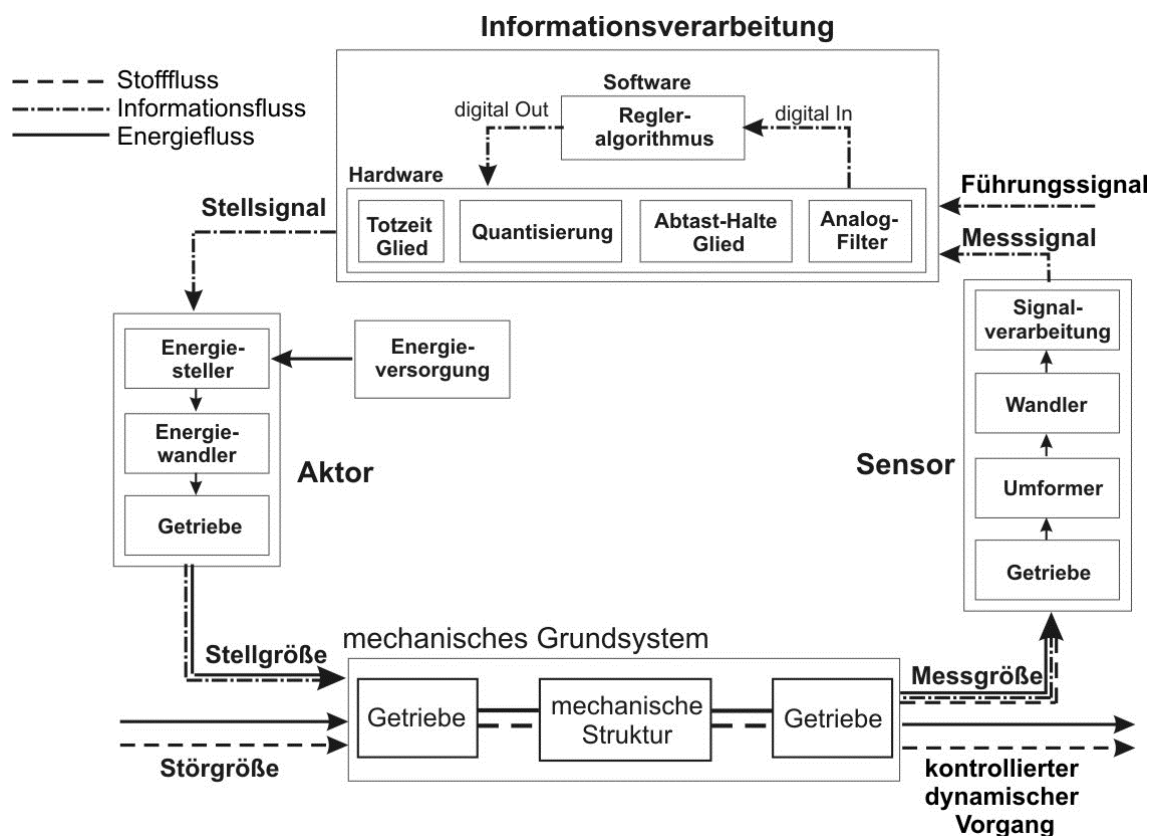 Informationsverarbeitung
Stofffluss
Informationsfluss
Energiefluss
Software
digital Out
Regler-
algorithmus
digital In
Hardware
Totzeit
Glied
Quantisierung
Abtast-Halte
Glied
Analog-
Filter
Führungssignal
Messsignal
Stellsignal
Energie-
steller
Energie-
versorgung
Energie-
wandler
Getriebe
Aktor
Signal-
verarbeitung
Wandler
Umformer
Getriebe
Sensor
mechanisches Grundsystem
Stellgröße
Messgröße
Getriebe
mechanische
Struktur
Getriebe
Störgröße
kontrollierter
dynamischer
Vorgang